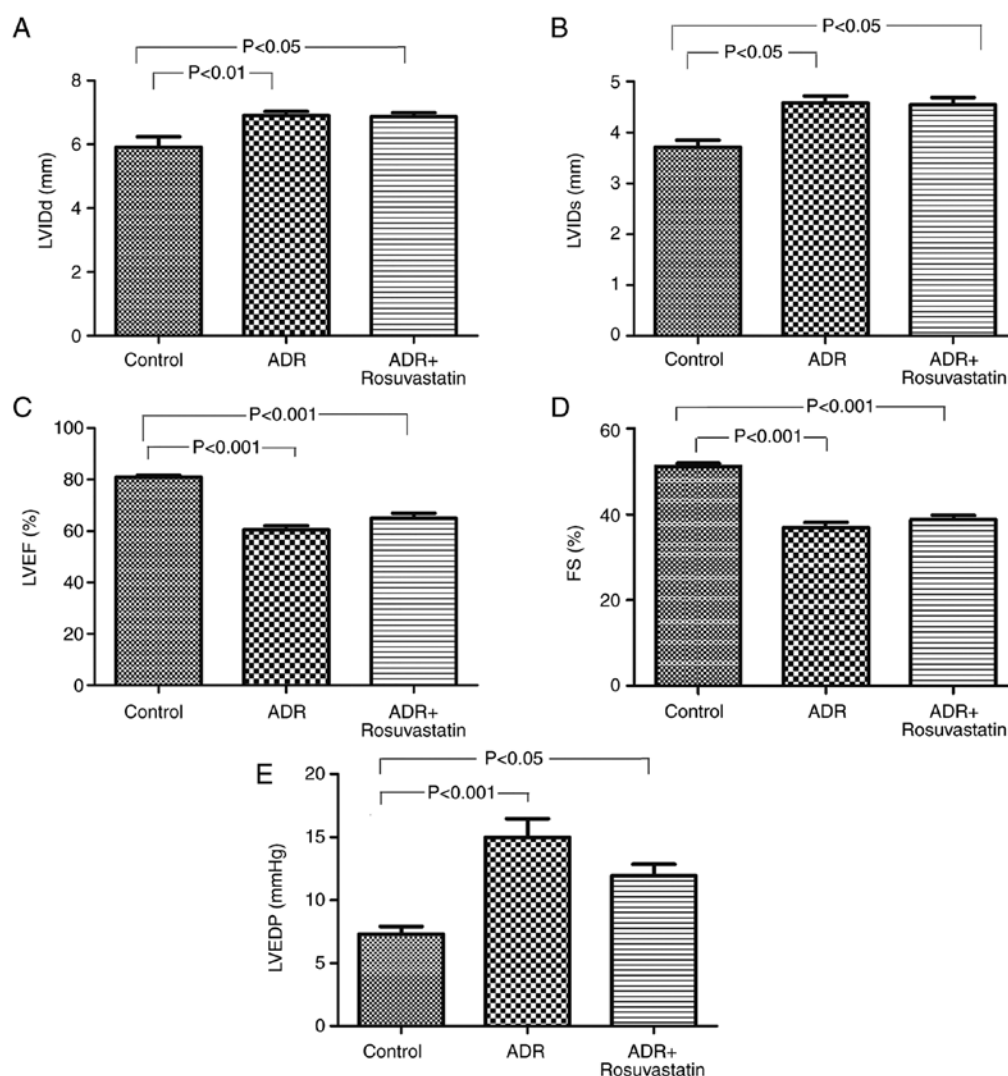 A
P<0.05
P<0.01
LVIDd (mm)
8
6
4
2
0
Control
ADR
ADR+
Rosuvastatin
B
P<0.05
P<0.05
LVIDs (mm)
5
4
3
2
1
0
Control
ADR
ADR+
Rosuvastatin
C
P<0.001
P<0.001
LVEF (%)
100
80
60
40
20
0
Control
ADR
ADR+
Rosuvastatin
D
P<0.001
P<0.001
FS (%)
60
40
20
0
Control
ADR
ADR+
Rosuvastatin
E
P<0.05
P<0.001
LVEDP (mmHg)
20
15
10
5
0
Control
ADR
ADR+
Rosuvastatin